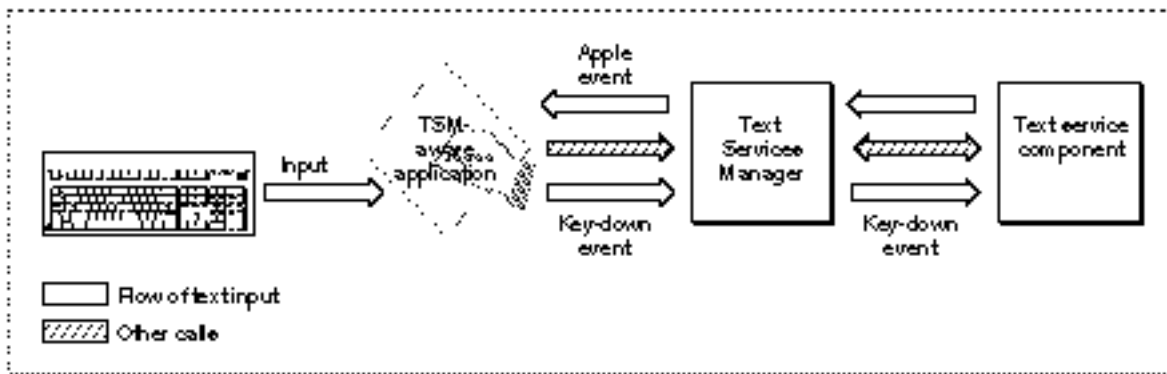 Apple
event
TSM-
aware
application
Text
Services
Manager
Text service
component
Input
Key-down
event
Key-down
event
Flow of text input
Other calls